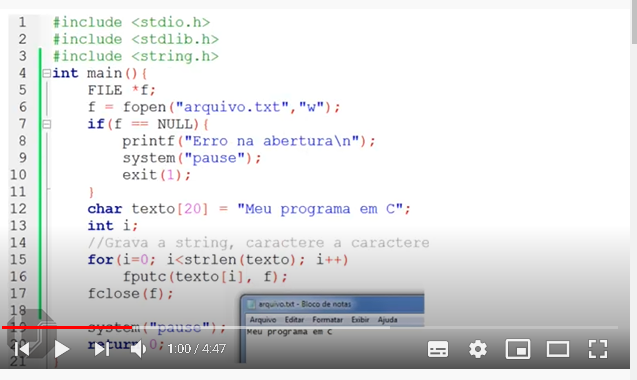 1 #include <stdio.h>
2 #include <stdlib.h>
3 #include <string.h>
4 int main(){
5 FILE *f;
6 f = fopen("arquivo.txt","w");
7 if(f == NULL){
8 printf("Erro na abertura\n");
9 system("pause");
10 exit(1);
11 }
12 char texto[20] = "Meu programa em C";
13 int i;
14 //Grava a string, caractere a caractere
15 for(i=0; i<strlen(texto); i++)
16 fputc(texto[i], f);
17 fclose(f);
18
19 system("pause");
20 return 0;
21 }
arquivo.txt - Bloco de notas
Arquivo Editar Formatar Exibir Ajuda
Meu programa em C
1:00 / 4:47